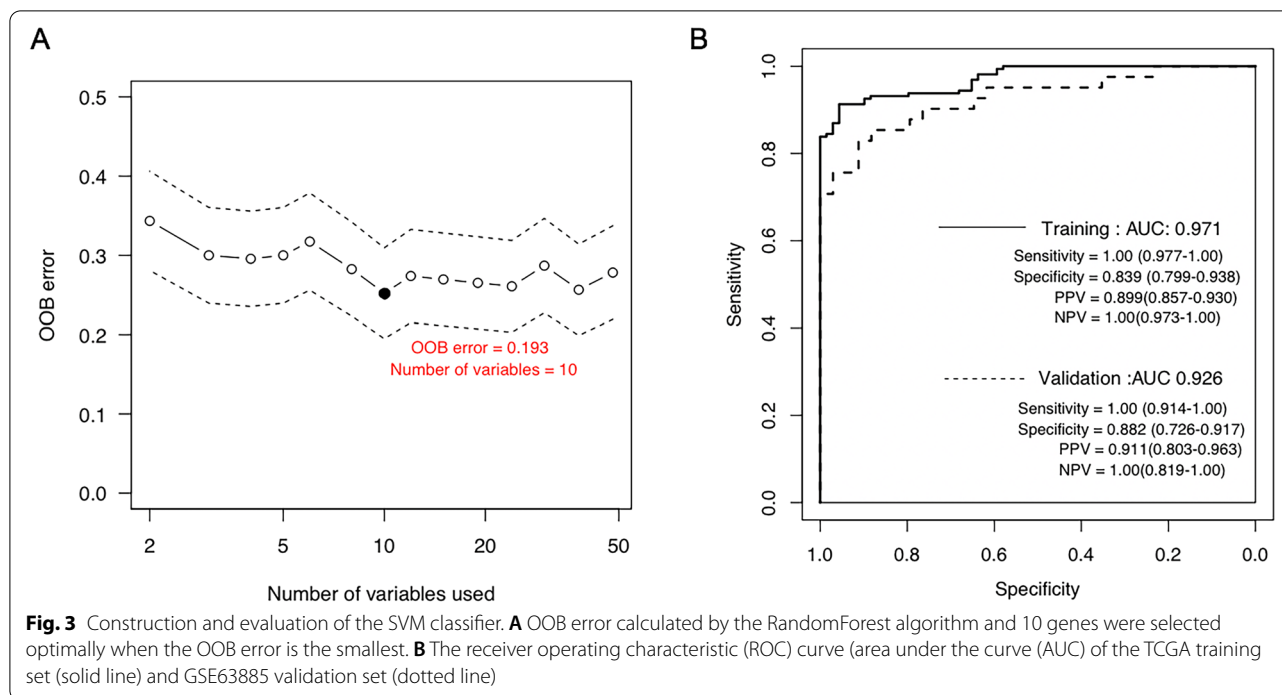 A
0.5
0.4
0.3
0.2
0.1
0.0
OOB error
OOB error = 0.193
Number of variables = 10
2 5 10 20 50
Number of variables used
B
1.0
0.8
0.6
0.4
0.2
0.0
Sensitivity
Training : AUC: 0.971
Sensitivity = 1.00 (0.977-1.00)
Specificity = 0.839 (0.799-0.938)
PPV = 0.899(0.857-0.930)
NPV = 1.00(0.973-1.00)
Validation :AUC 0.926
Sensitivity = 1.00 (0.914-1.00)
Specificity = 0.882 (0.726-0.917)
PPV = 0.911(0.803-0.963)
NPV = 1.00(0.819-1.00)
1.0 0.8 0.6 0.4 0.2 0.0
Specificity
Fig. 3 Construction and evaluation of the SVM classifier. A OOB error calculated by the RandomForest algorithm and 10 genes were selected
optimally when the OOB error is the smallest. B The receiver operating characteristic (ROC) curve (area under the curve (AUC) of the TCGA training
set (solid line) and GSE63885 validation set (dotted line)